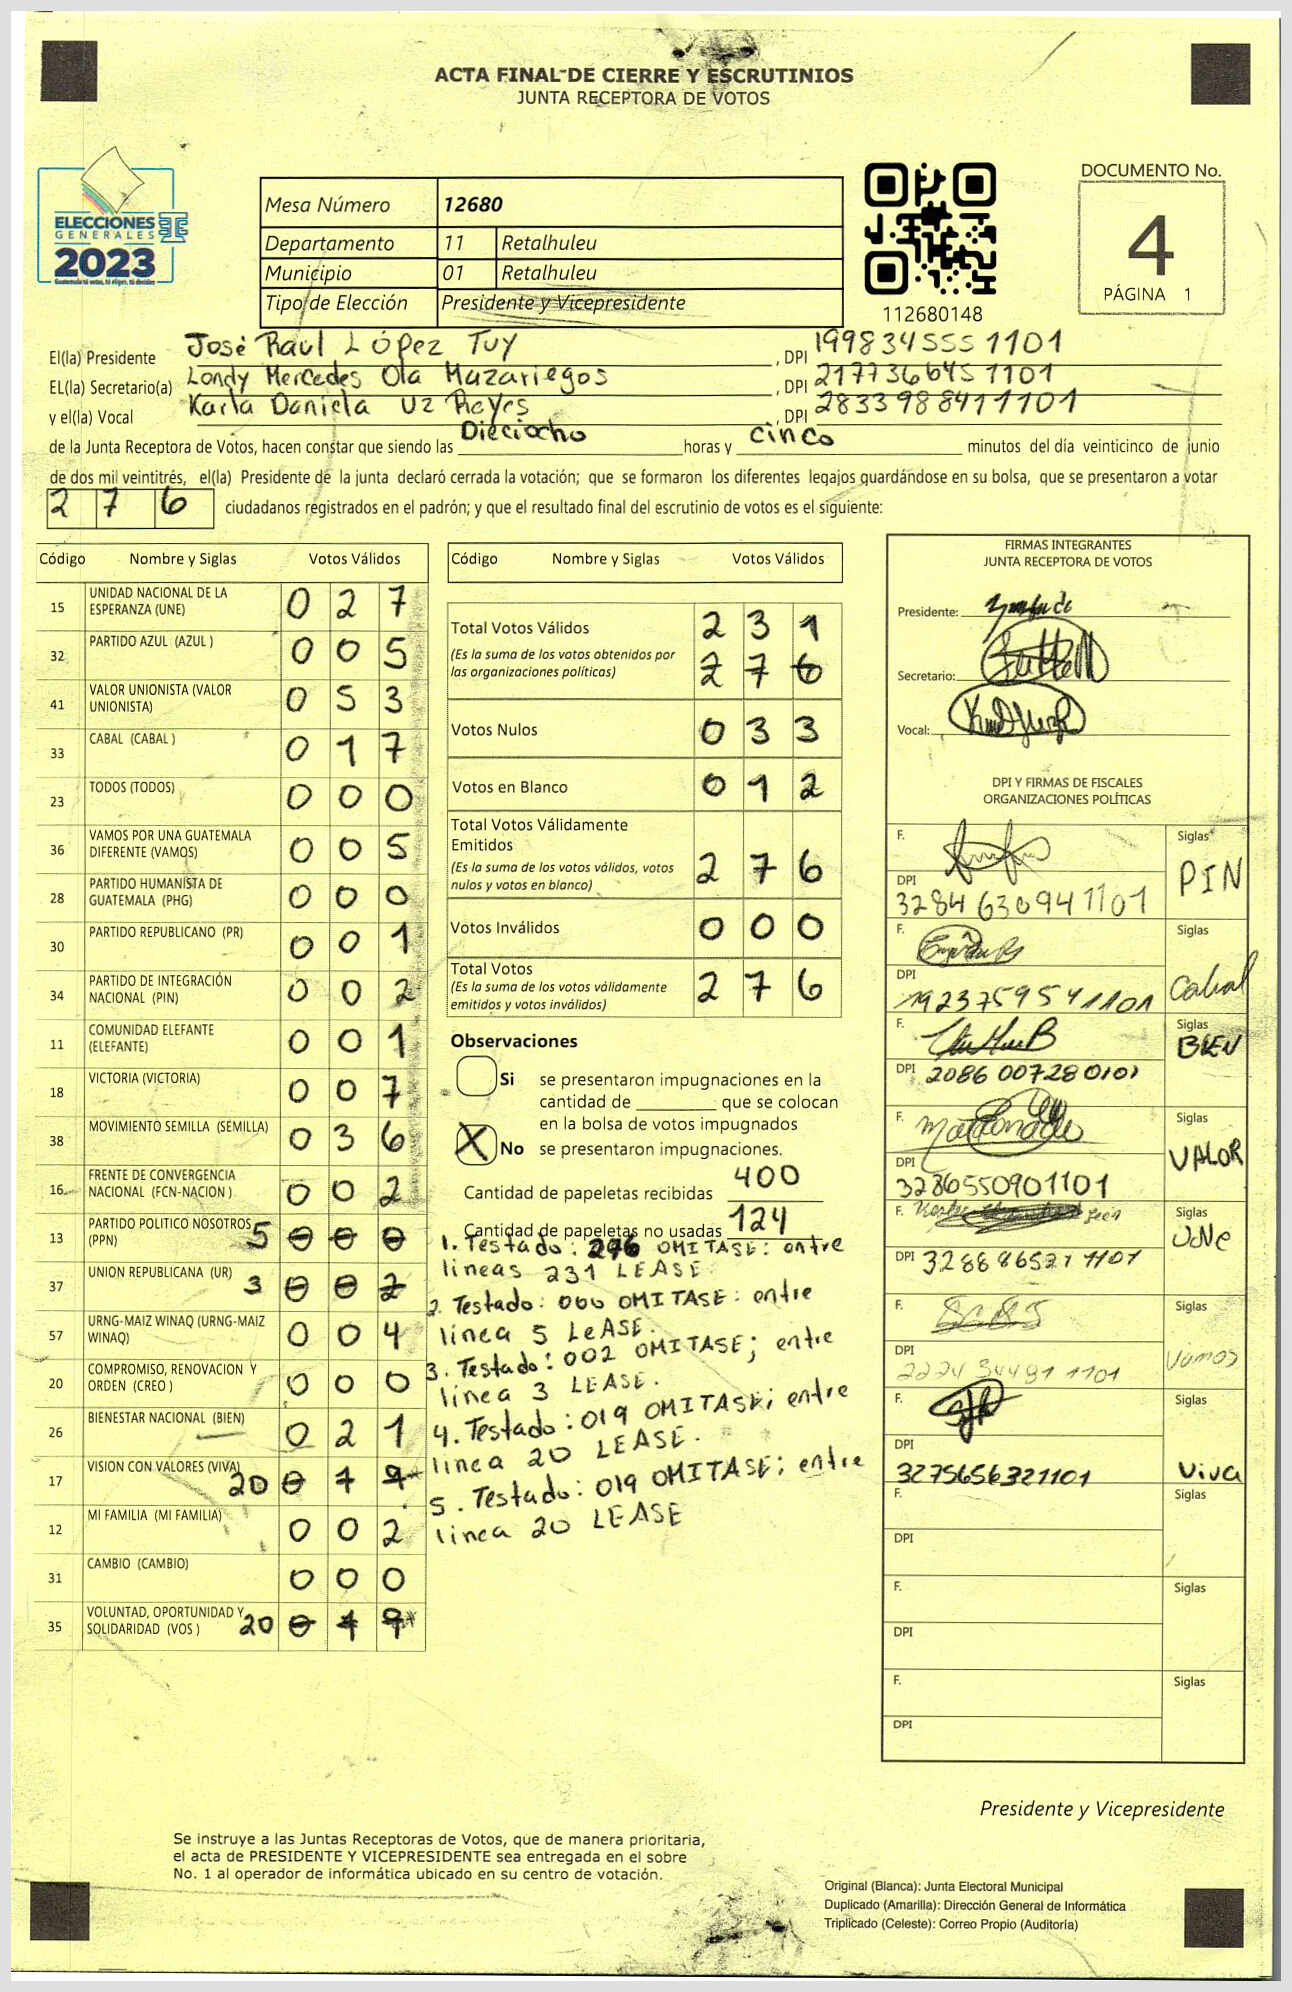 ACTA FINAL DE CIERRE Y ESCRUTINIOS
JUNTA RECEPTORA DE VOTOS
ELECCIONES
GENERALES
2023
Guatemala tú votas, tú eliges, tú decides
Mesa Número 12680
Departamento 11 Retalhuleu
Municipio 01 Retalhuleu
Tipo de Elección Presidente y Vicepresidente
112680148
DOCUMENTO No.
4
PÁGINA 1
El(la) Presidente José Raul López Tuy , DPI 1998345551101
EL(la) Secretario(a) Londy Mercedes Ola Mazariegos , DPI 2177366451101
y el(la) Vocal Karla Daniela Uz Reyes , DPI 2833988411101
de la Junta Receptora de Votos, hacen constar que siendo las Dieciocho horas y cinco minutos del día veinticinco de junio
de dos mil veintitrés, el(la) Presidente de la junta declaró cerrada la votación; que se formaron los diferentes legajos guardándose en su bolsa, que se presentaron a votar
276 ciudadanos registrados en el padrón; y que el resultado final del escrutinio de votos es el siguiente:
Código Nombre y Siglas Votos Válidos
15 UNIDAD NACIONAL DE LA ESPERANZA (UNE) 0 2 7
32 PARTIDO AZUL (AZUL ) 0 0 5
41 VALOR UNIONISTA (VALOR UNIONISTA) 0 5 3
33 CABAL (CABAL ) 0 1 7
23 TODOS (TODOS) 0 0 0
36 VAMOS POR UNA GUATEMALA DIFERENTE (VAMOS) 0 0 5
28 PARTIDO HUMANISTA DE GUATEMALA (PHG) 0 0 0
30 PARTIDO REPUBLICANO (PR) 0 0 1
34 PARTIDO DE INTEGRACIÓN NACIONAL (PIN) 0 0 2
11 COMUNIDAD ELEFANTE (ELEFANTE) 0 0 1
18 VICTORIA (VICTORIA) 0 0 7
38 MOVIMIENTO SEMILLA (SEMILLA) 0 3 6
16 FRENTE DE CONVERGENCIA NACIONAL (FCN-NACION ) 0 0 2
13 PARTIDO POLITICO NOSOTROS (PPN) 5 0 0 0
37 UNION REPUBLICANA (UR) 3 0 0 2
57 URNG-MAIZ WINAQ (URNG-MAIZ WINAQ) 0 0 4
20 COMPROMISO, RENOVACION Y ORDEN (CREO ) 0 0 0
26 BIENESTAR NACIONAL (BIEN) 0 2 1
17 VISION CON VALORES (VIVA) 20 0 1 9
12 MI FAMILIA (MI FAMILIA) 0 0 2
31 CAMBIO (CAMBIO) 0 0 0
35 VOLUNTAD, OPORTUNIDAD Y SOLIDARIDAD (VOS ) 20 0 1 9
Código Nombre y Siglas Votos Válidos
Total Votos Válidos 2 3 1
(Es la suma de los votos obtenidos por las organizaciones políticas) 2 7 6
Votos Nulos 0 3 3
Votos en Blanco 0 1 2
Total Votos Válidamente Emitidos
(Es la suma de los votos válidos, votos nulos y votos en blanco) 2 7 6
Votos Inválidos 0 0 0
Total Votos
(Es la suma de los votos válidamente emitidos y votos inválidos) 2 7 6
Observaciones
Si se presentaron impugnaciones en la
cantidad de ________ que se colocan
en la bolsa de votos impugnados
X No se presentaron impugnaciones.
Cantidad de papeletas recibidas 400
Cantidad de papeletas no usadas 124
1. Testado: 276 OMITASE: entre
lineas 231 LEASE.
2. Testado: 000 OMITASE: entre
linea 5 LEASE.
3. Testado: 002 OMITASE; entre
linea 3 LEASE.
4. Testado: 019 OMITASE; entre
linea 20 LEASE.
5. Testado: 019 OMITASE; entre
linea 20 LEASE
FIRMAS INTEGRANTES
JUNTA RECEPTORA DE VOTOS
Presidente:
Secretario:
Vocal:
DPI Y FIRMAS DE FISCALES
ORGANIZACIONES POLÍTICAS
F. Siglas PIN
DPI 3284630941101
F. Siglas Cabal
DPI 1923759541101
F. Siglas BIEN
DPI 2086007280101
F. Siglas VALOR
DPI 3286550901101
F. Siglas UNE
DPI
F. Siglas Vamos
DPI
F. Siglas Viva
DPI 3275656321101
F. Siglas
DPI
F. Siglas
DPI
F. Siglas
DPI
Presidente y Vicepresidente
Se instruye a las Juntas Receptoras de Votos, que de manera prioritaria,
el acta de PRESIDENTE Y VICEPRESIDENTE sea entregada en el sobre
No. 1 al operador de informática ubicado en su centro de votación.
Original (Blanca): Junta Electoral Municipal
Duplicado (Amarilla): Dirección General de Informática
Triplicado (Celeste): Correo Propio (Auditoría)